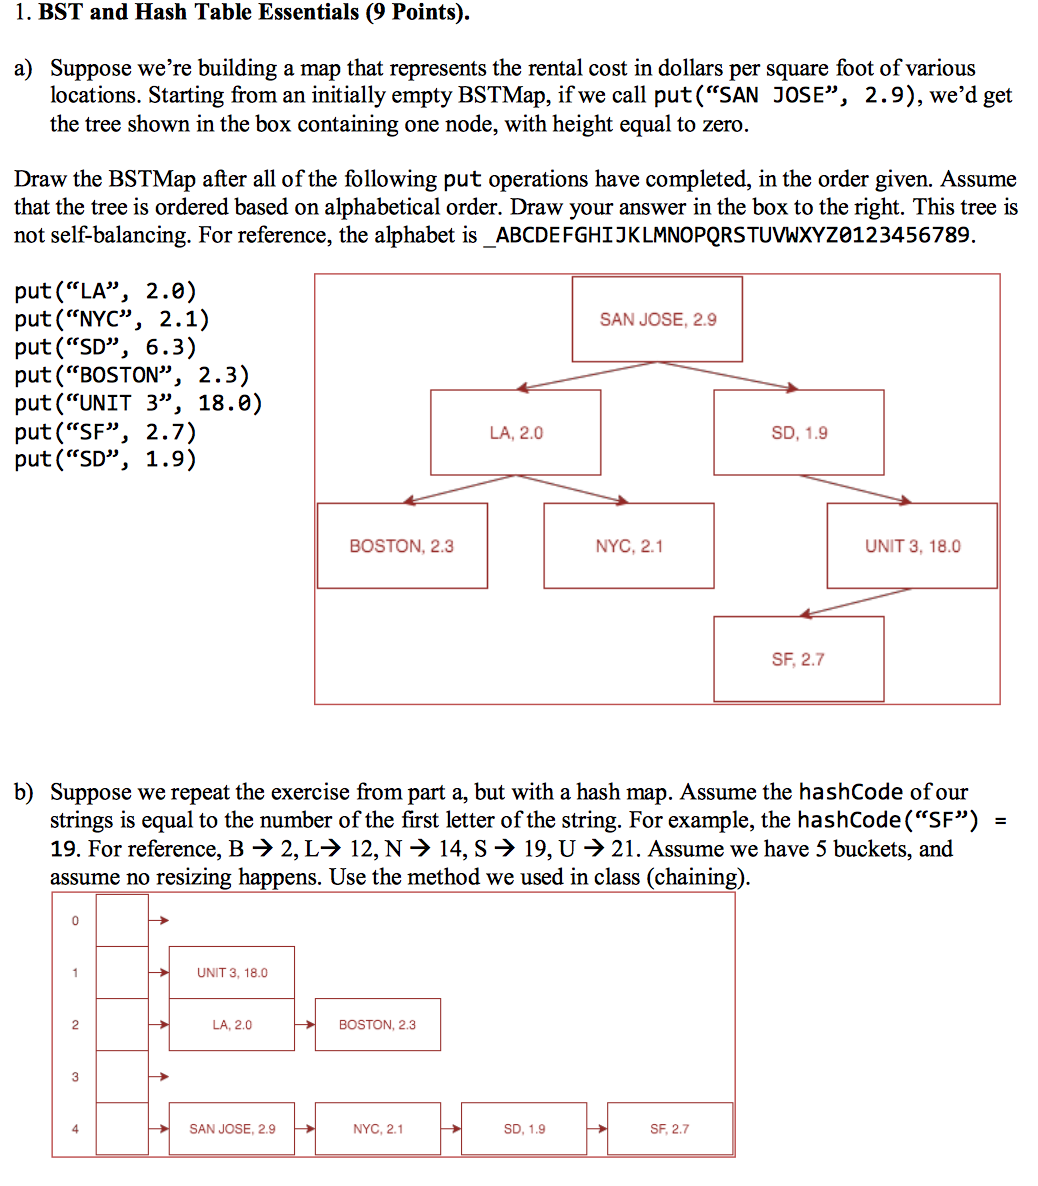 1. BST and Hash Table Essentials (9 Points).
a) Suppose we’re building a map that represents the rental cost in dollars per square foot of various
locations. Starting from an initially empty BSTMap, if we call put(“SAN JOSE”, 2.9), we’d get
the tree shown in the box containing one node, with height equal to zero.
Draw the BSTMap after all of the following put operations have completed, in the order given. Assume
that the tree is ordered based on alphabetical order. Draw your answer in the box to the right. This tree is
not self-balancing. For reference, the alphabet is _ABCDEFGHIJKLMNOPQRSTUVWXYZ0123456789.
put(“LA”, 2.0)
put(“NYC”, 2.1)
put(“SD”, 6.3)
put(“BOSTON”, 2.3)
put(“UNIT 3”, 18.0)
put(“SF”, 2.7)
put(“SD”, 1.9)
SAN JOSE, 2.9
LA, 2.0
SD, 1.9
BOSTON, 2.3
NYC, 2.1
UNIT 3, 18.0
SF, 2.7
b) Suppose we repeat the exercise from part a, but with a hash map. Assume the hashCode of our
strings is equal to the number of the first letter of the string. For example, the hashCode(“SF”) =
19. For reference, B → 2, L→ 12, N → 14, S → 19, U → 21. Assume we have 5 buckets, and
assume no resizing happens. Use the method we used in class (chaining).
0
1
UNIT 3, 18.0
2
LA, 2.0
BOSTON, 2.3
3
4
SAN JOSE, 2.9
NYC, 2.1
SD, 1.9
SF, 2.7